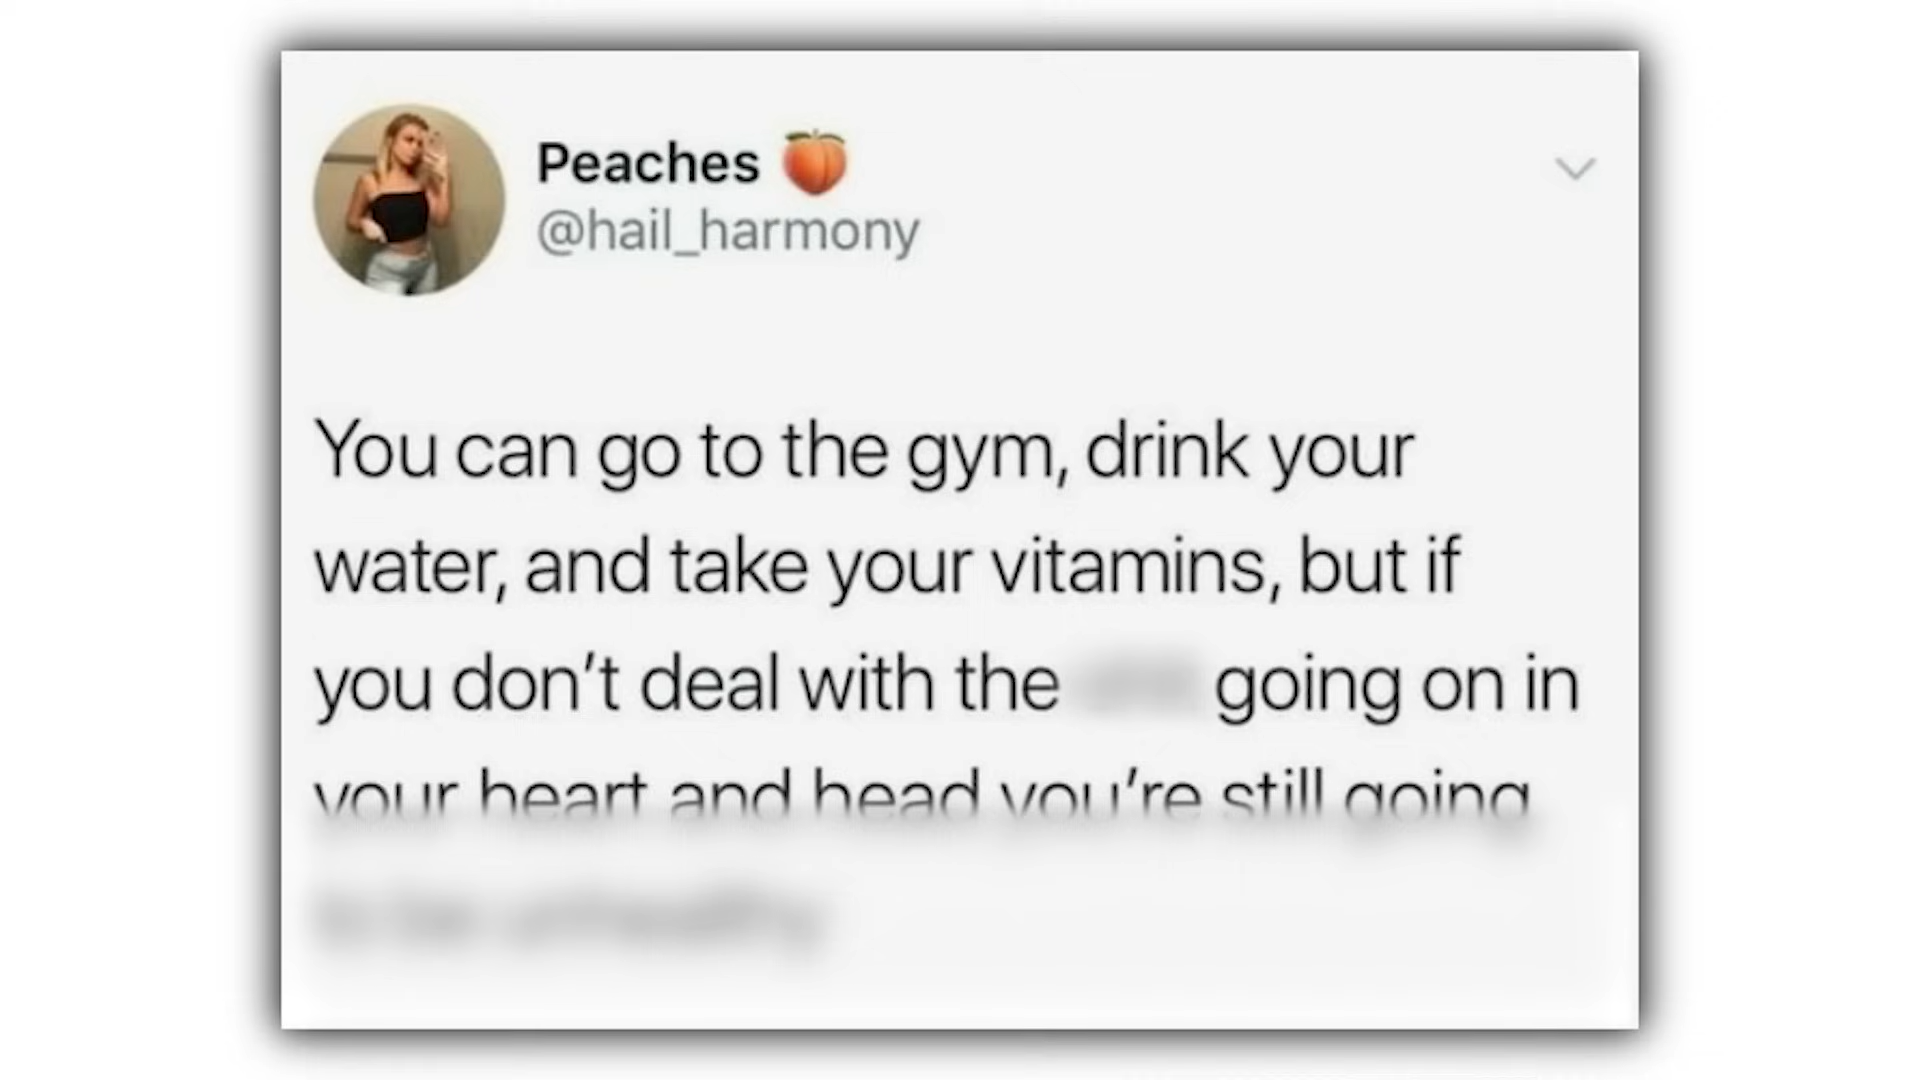 Peaches 🍑
@hail_harmony
You can go to the gym, drink your
water, and take your vitamins, but if
you don't deal with the going on in
your heart and head you're still going